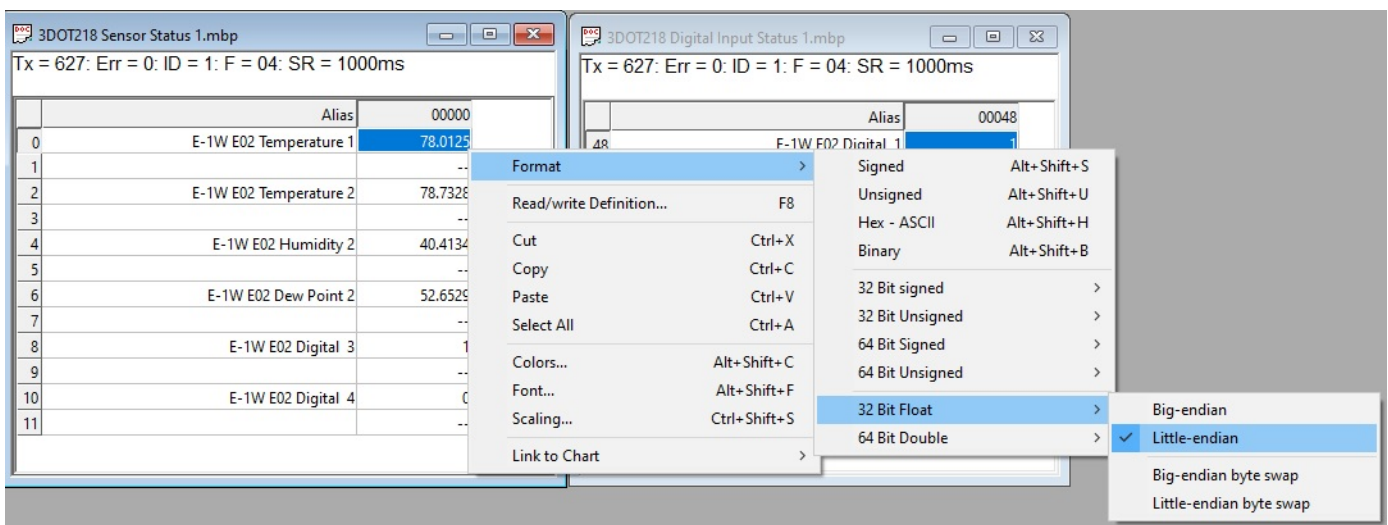 3DOT218 Sensor Status 1.mbp
Tx = 627: Err = 0: ID = 1: F = 04: SR = 1000ms
Alias 00000
0 E-1W E02 Temperature 1 78.0125
1 --
2 E-1W E02 Temperature 2 78.7328
3 --
4 E-1W E02 Humidity 2 40.4134
5 --
6 E-1W E02 Dew Point 2 52.6529
7 --
8 E-1W E02 Digital 3 1
9 --
10 E-1W E02 Digital 4 0
11 --
3DOT218 Digital Input Status 1.mbp
Tx = 627: Err = 0: ID = 1: F = 04: SR = 1000ms
Alias 00048
48 E-1W E02 Digital 1 1
Format >
Read/write Definition... F8
Cut Ctrl+X
Copy Ctrl+C
Paste Ctrl+V
Select All Ctrl+A
Colors... Alt+Shift+C
Font... Alt+Shift+F
Scaling... Ctrl+Shift+S
Link to Chart >
Signed Alt+Shift+S
Unsigned Alt+Shift+U
Hex - ASCII Alt+Shift+H
Binary Alt+Shift+B
32 Bit signed >
32 Bit Unsigned >
64 Bit Signed >
64 Bit Unsigned >
32 Bit Float >
64 Bit Double >
Big-endian
Little-endian
Big-endian byte swap
Little-endian byte swap